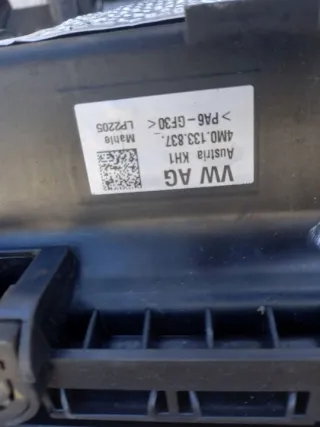 VW AG
Austria KH1
4M0.133.837._
>PA6-GF30<
Mahle
LP2205